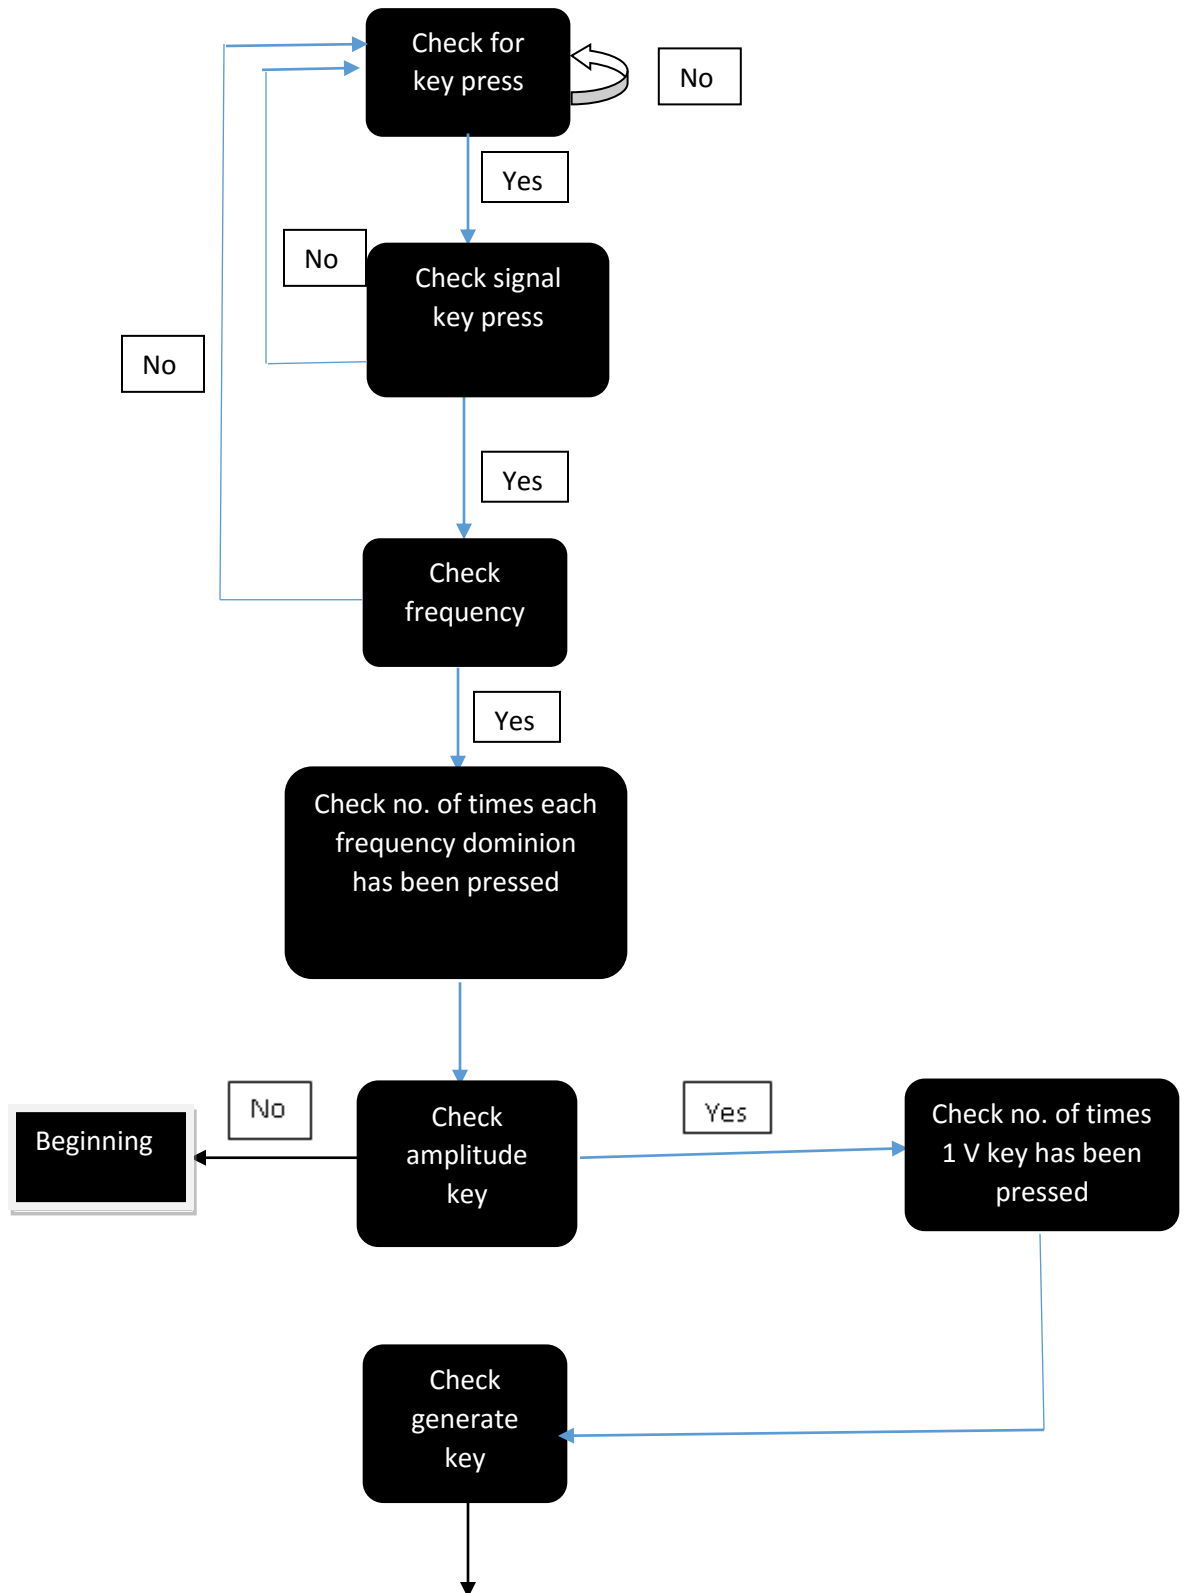 Check for
key press
No
Yes
No
Check signal
key press
No
Yes
Check
frequency
Yes
Check no. of times each
frequency dominion
has been pressed
Beginning
No
Check
amplitude
key
Yes
Check no. of times
1 V key has been
pressed
Check
generate
key